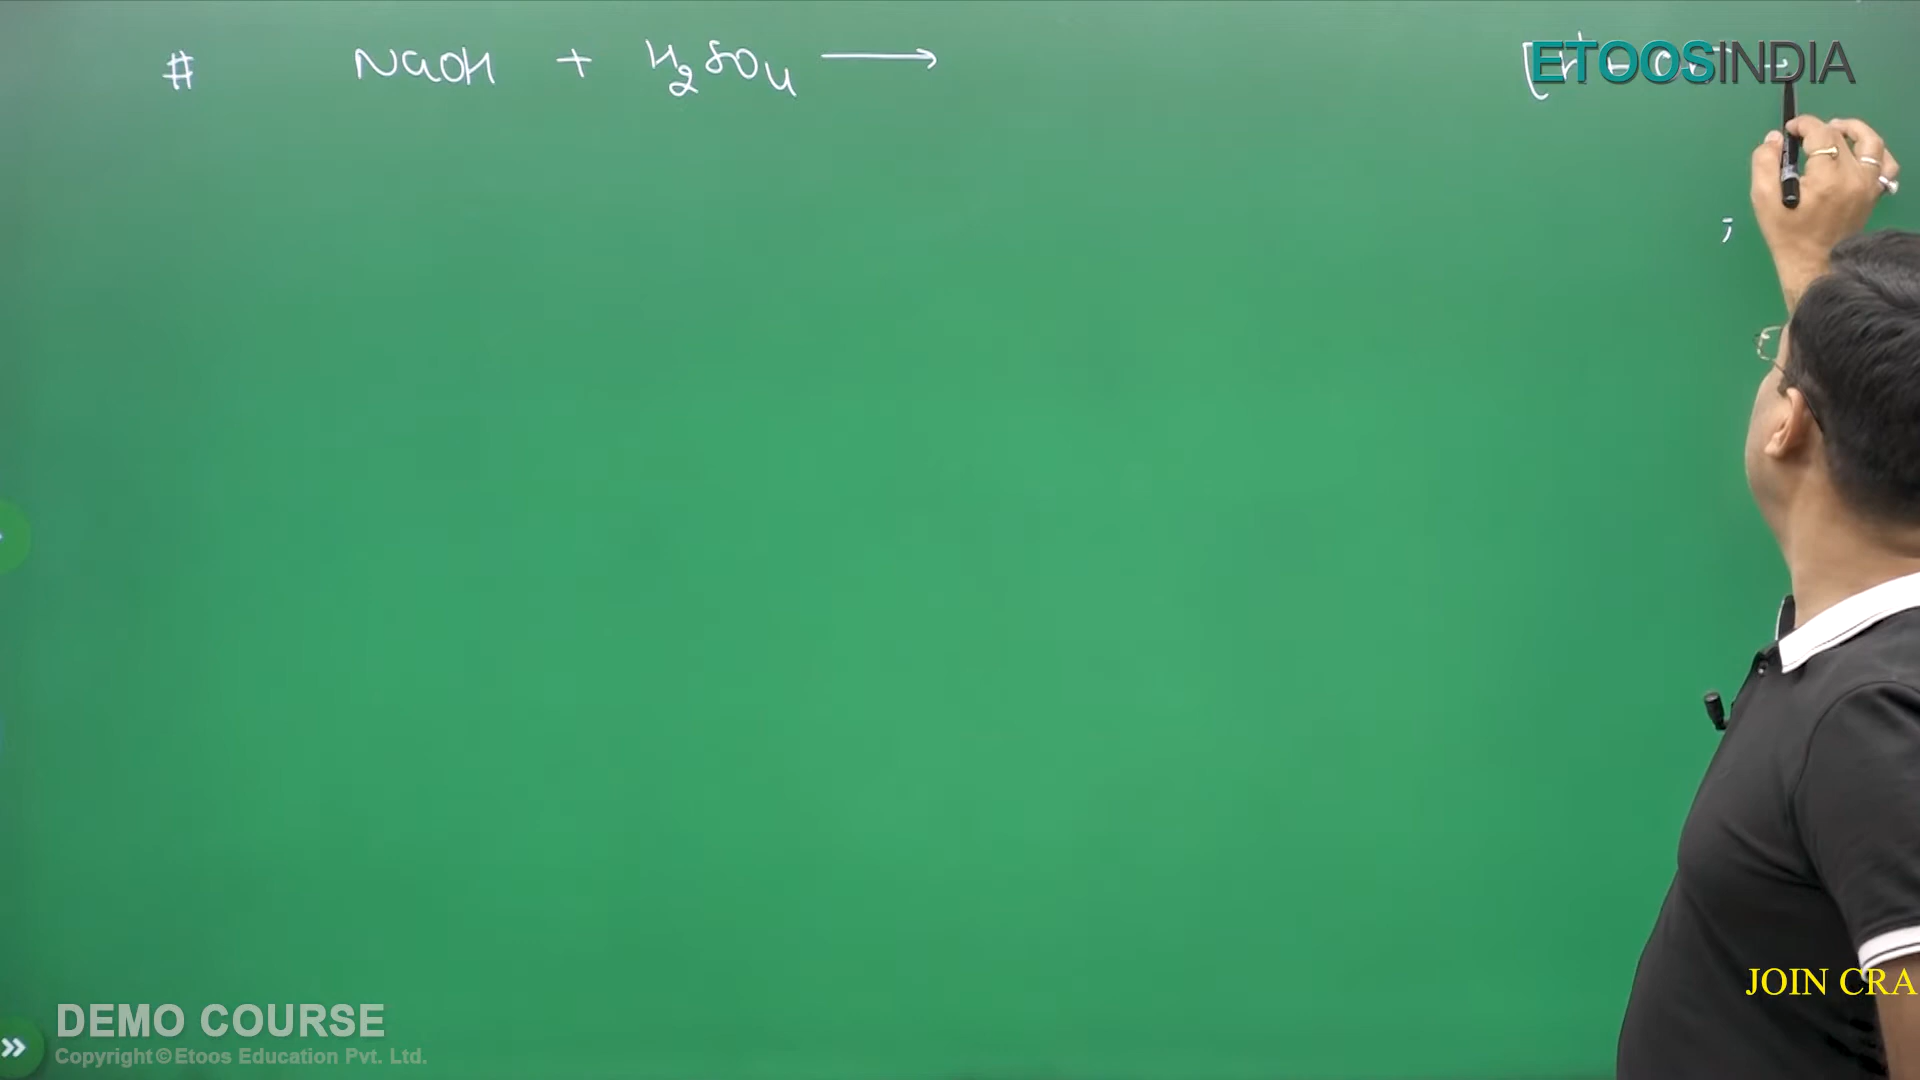 # NaOH + H₂SO₄ ⟶
ETOOSINDIA
;
JOIN CRA
DEMO COURSE
Copyright © Etoos Education Pvt. Ltd.